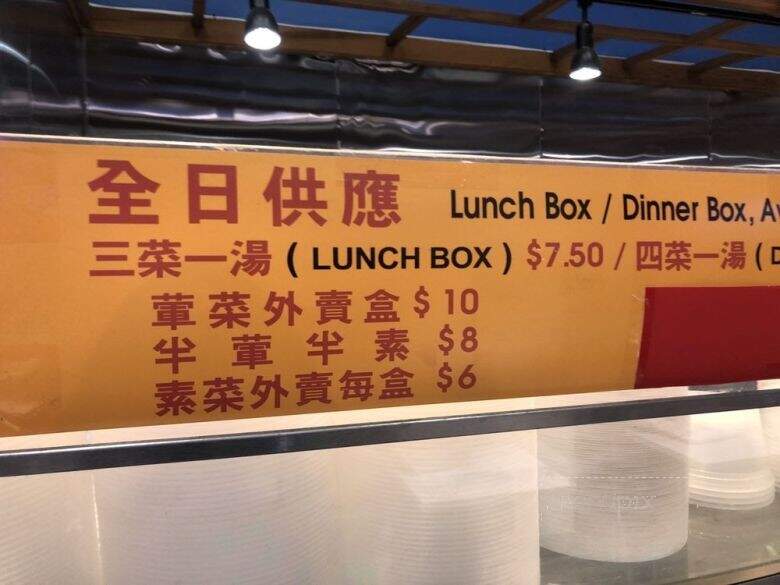 全日供應 Lunch Box / Dinner Box,
三菜一湯 ( LUNCH BOX ) $7.50 / 四菜一湯 (
葷菜外賣盒 $10
半葷半素 $8
素菜外賣每盒 $6